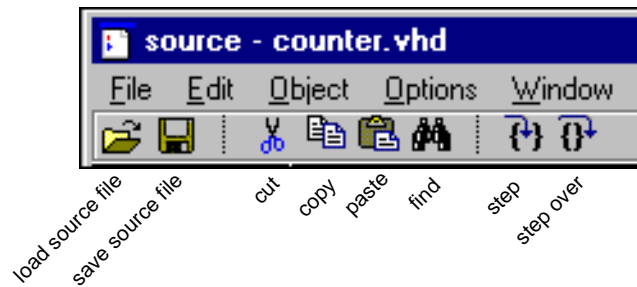 source - counter.vhd
File Edit Object Options Window
load source file
save source file
cut
copy
paste
find
step
step over